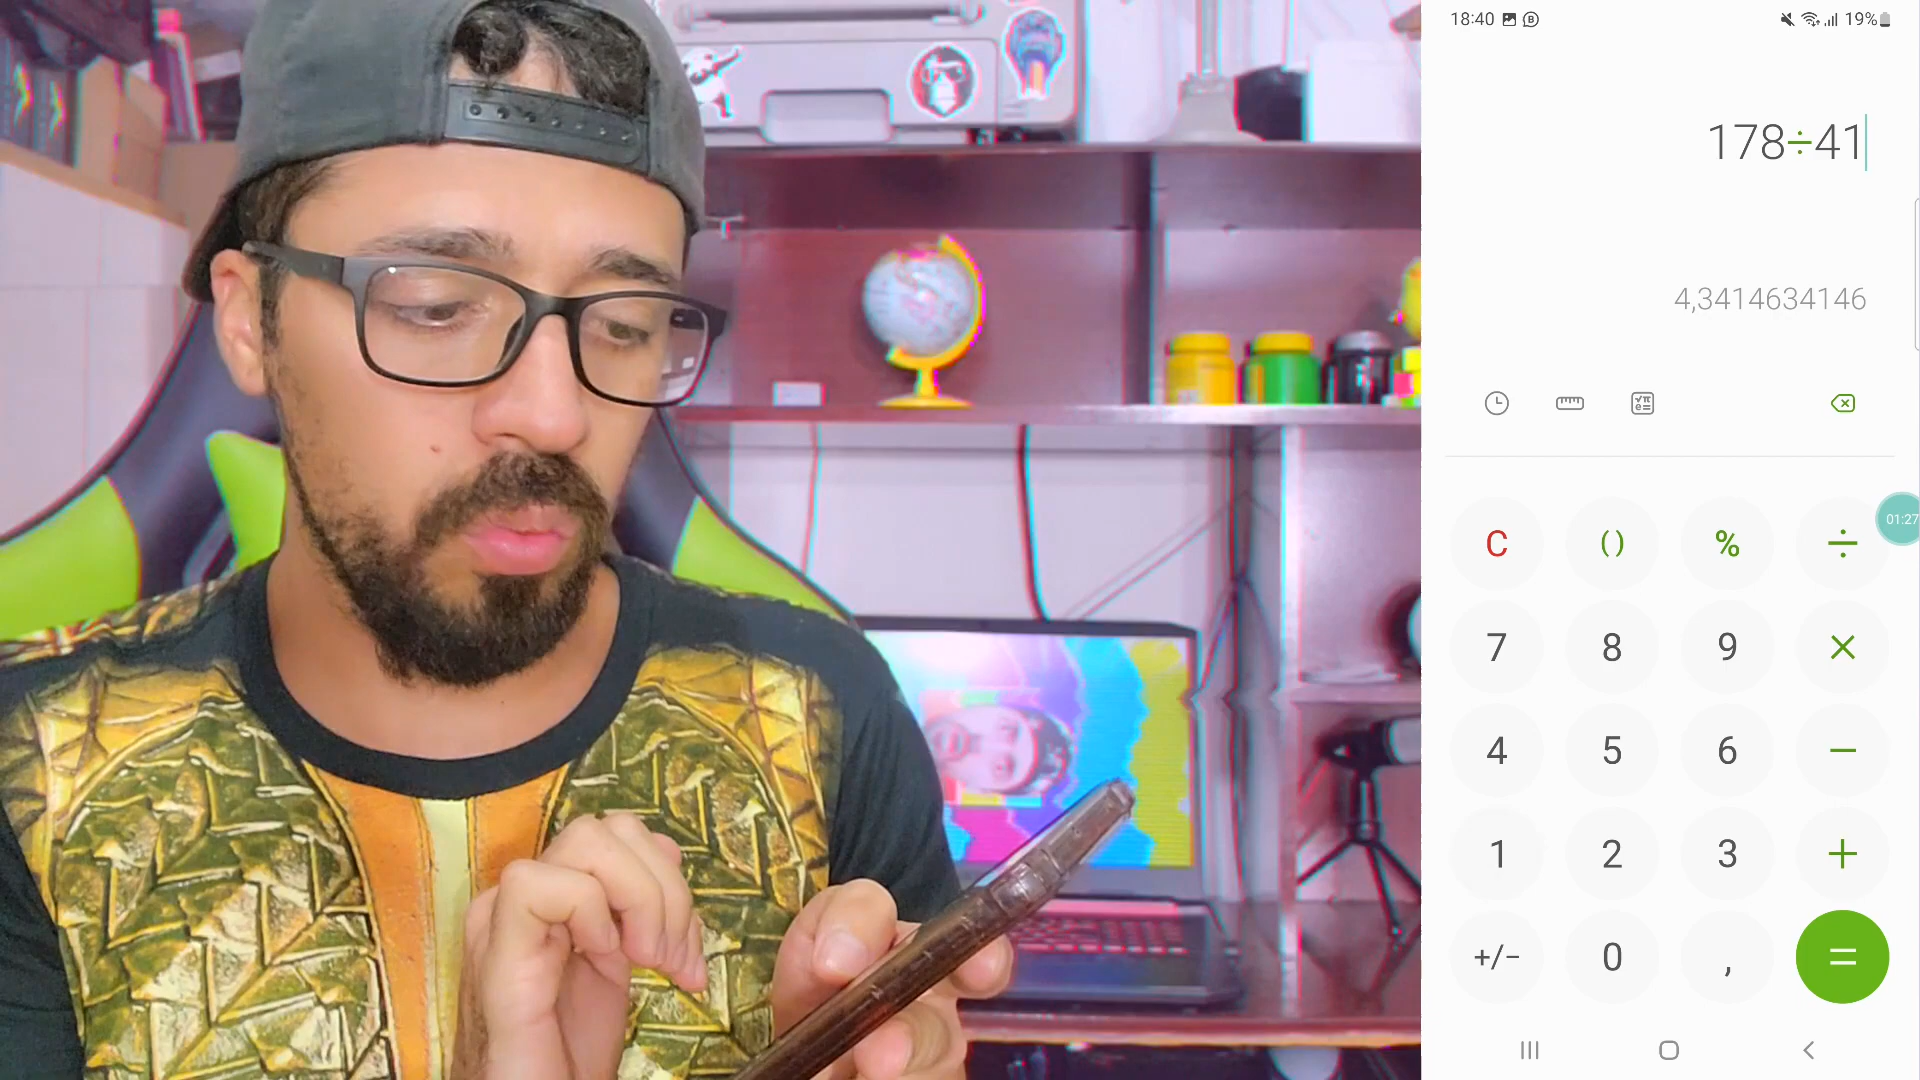 18:40
19%
178÷41
4,3414634146
C () % ÷
01:27
7 8 9 ×
4 5 6 −
1 2 3 +
+/− 0 , =